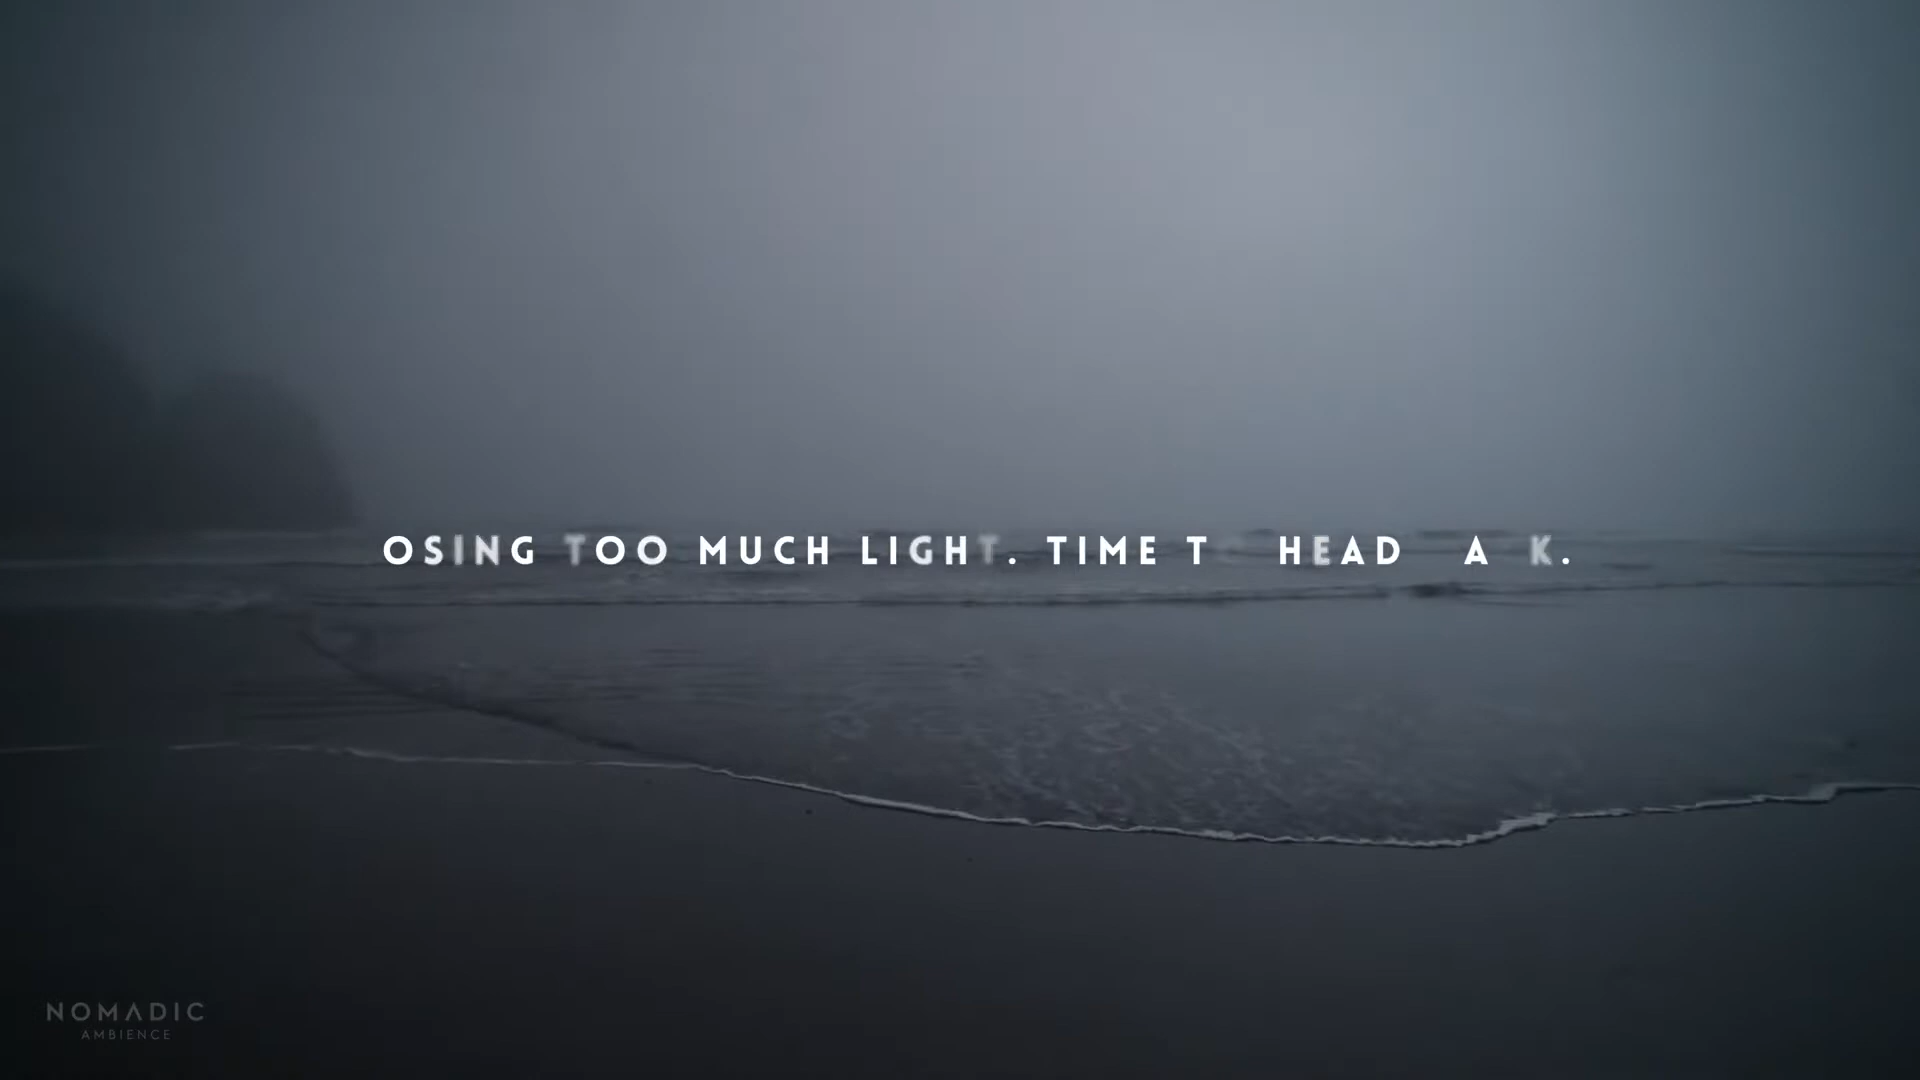 OSING TOO MUCH LIGHT. TIME T HEAD A K.
NOMADIC
AMBIENCE